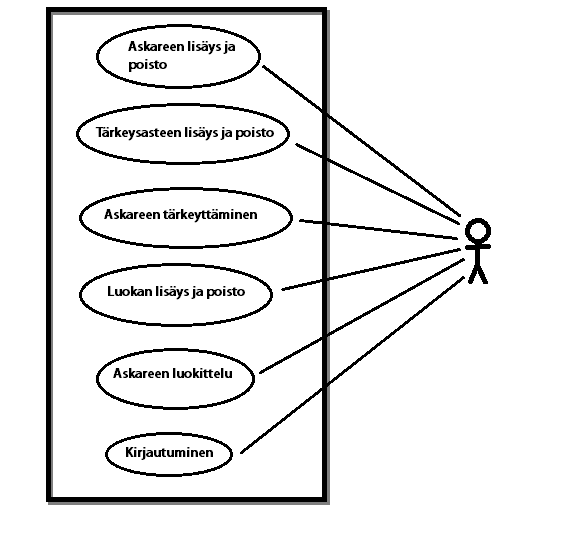 Askareen lisäys ja
poisto
Tärkeysasteen lisäys ja poisto
Askareen tärkeyttäminen
Luokan lisäys ja poisto
Askareen luokittelu
Kirjautuminen